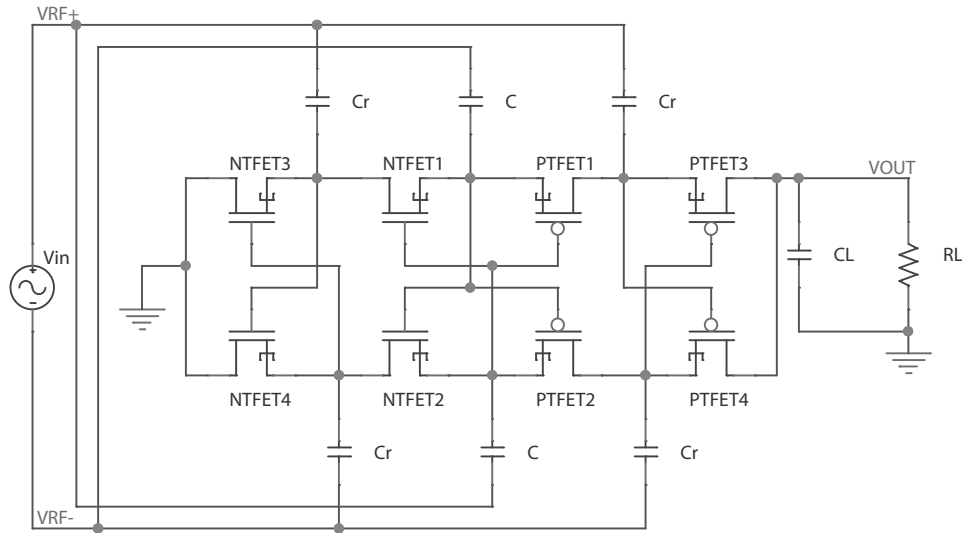 VRF+
Cr
C
Cr
NTFET3
NTFET1
PTFET1
PTFET3
VOUT
Vin
CL
RL
NTFET4
NTFET2
PTFET2
PTFET4
Cr
C
Cr
VRF-